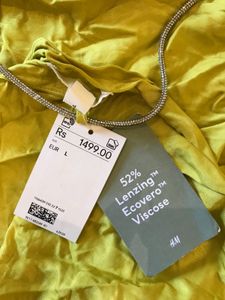 Rs
1499.00
EUR L
52%
Lenzing™
Ecovero™
Viscose
H&M